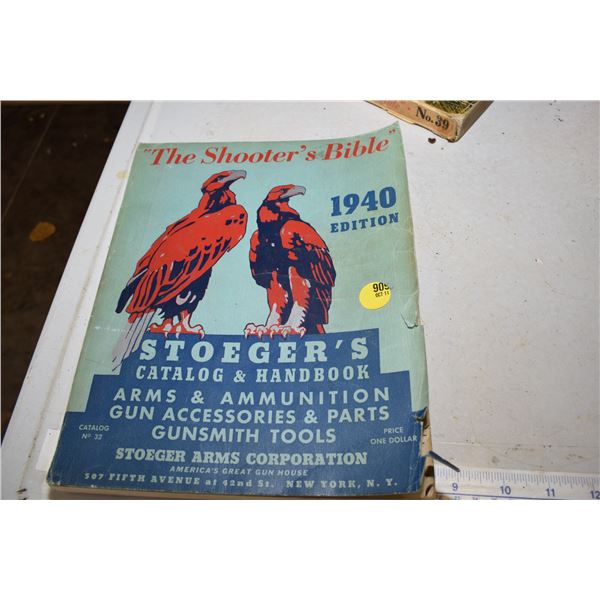 No. 39
"The Shooter's Bible"
1940
EDITION
909
OCT 11
STOEGER'S
CATALOG & HANDBOOK
ARMS & AMMUNITION
GUN ACCESSORIES & PARTS
GUNSMITH TOOLS
CATALOG
Nº 32
PRICE
ONE DOLLAR
STOEGER ARMS CORPORATION
AMERICA'S GREAT GUN HOUSE
507 FIFTH AVENUE at 42nd St. NEW YORK, N. Y.
9 10 11 12